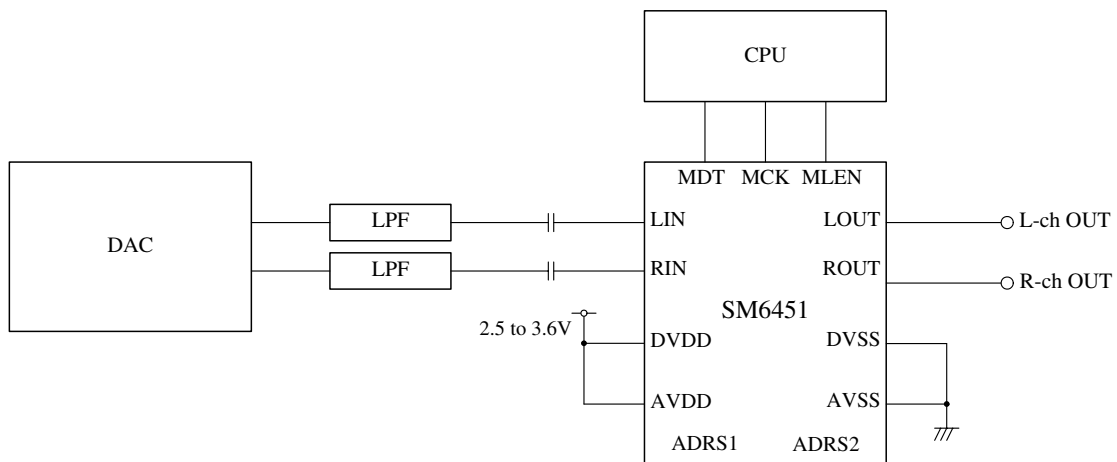 CPU
MDT MCK MLEN
DAC
LPF
LPF
LIN
RIN
LOUT
ROUT
L-ch OUT
R-ch OUT
SM6451
2.5 to 3.6V
DVDD
AVDD
DVSS
AVSS
ADRS1
ADRS2